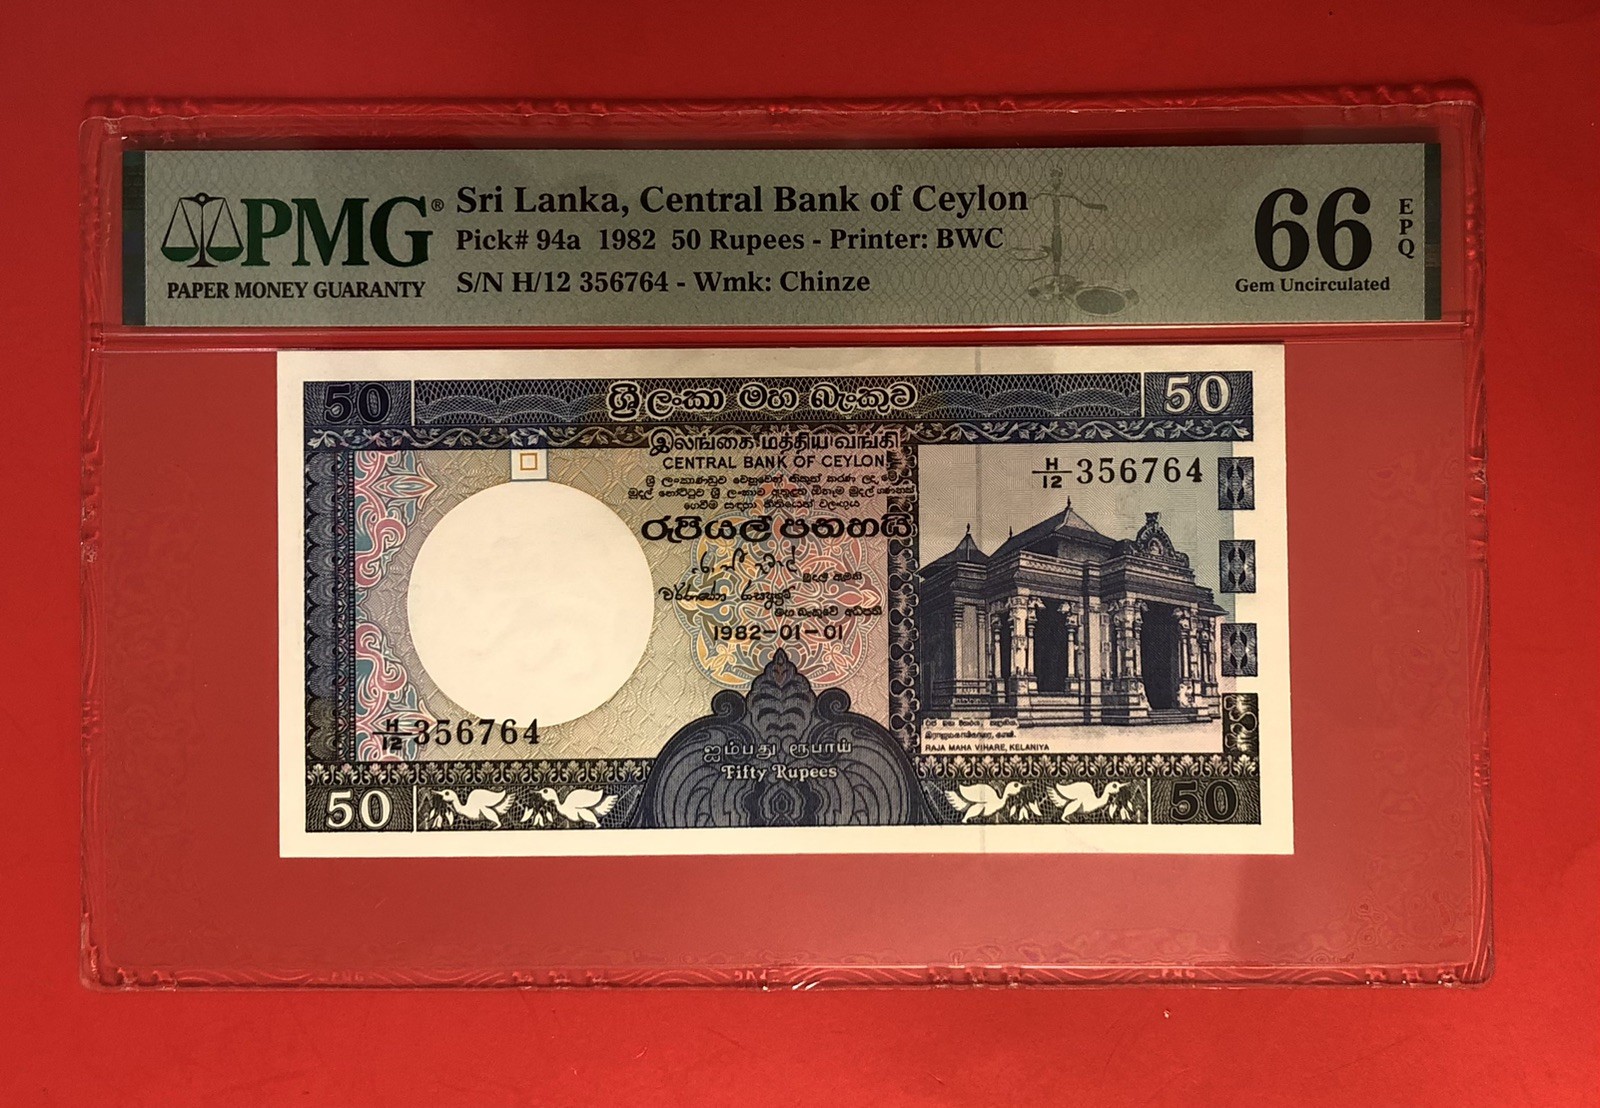 PMG®
PAPER MONEY GUARANTY
Sri Lanka, Central Bank of Ceylon
Pick# 94a 1982 50 Rupees - Printer: BWC
S/N H/12 356764 - Wmk: Chinze
66
EPQ
Gem Uncirculated
50
ශ්‍රී ලංකා මහ බැංකුව
50
இலங்கை மத்திய வங்கி
CENTRAL BANK OF CEYLON
H/12 356764
රුපියල් පනහයි
1982-01-01
H/12 356764
ஐம்பது ரூபாய்
Fifty Rupees
RAJA MAHA VIHARE, KELANIYA
50
50